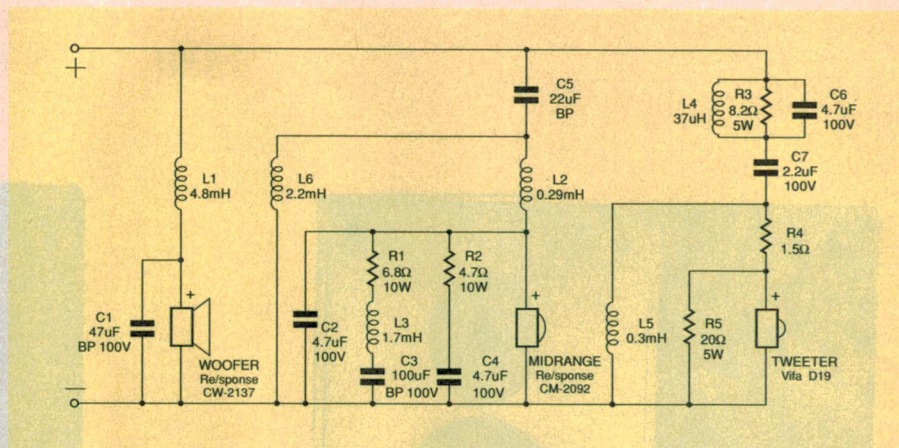 +
C5
22uF
BP
L4
37uH
R3
8.2Ω
5W
C6
4.7uF
100V
C7
2.2uF
100V
L1
4.8mH
L6
2.2mH
L2
0.29mH
R4
1.5Ω
R1
6.8Ω
10W
R2
4.7Ω
10W
L3
1.7mH
C1
47uF
BP 100V
+
WOOFER
Re/sponse
CW-2137
C2
4.7uF
100V
C3
100uF
BP 100V
C4
4.7uF
100V
+
MIDRANGE
Re/sponse
CM-2092
L5
0.3mH
R5
20Ω
5W
+
TWEETER
Vifa D19
−